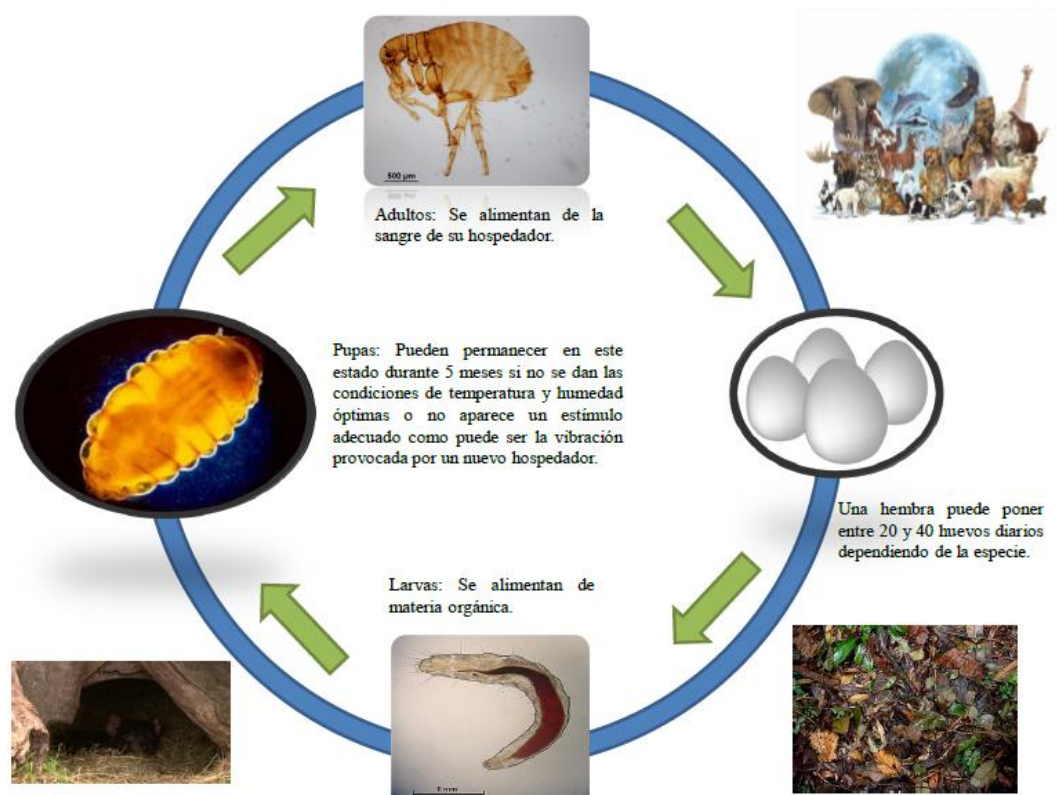 500 µm
Adultos: Se alimentan de la
sangre de su hospedador.
Pupas: Pueden permanecer en este
estado durante 5 meses si no se dan las
condiciones de temperatura y humedad
óptimas o no aparece un estímulo
adecuado como puede ser la vibración
provocada por un nuevo hospedador.
Una hembra puede poner
entre 20 y 40 huevos diarios
dependiendo de la especie.
Larvas: Se alimentan de
materia orgánica.